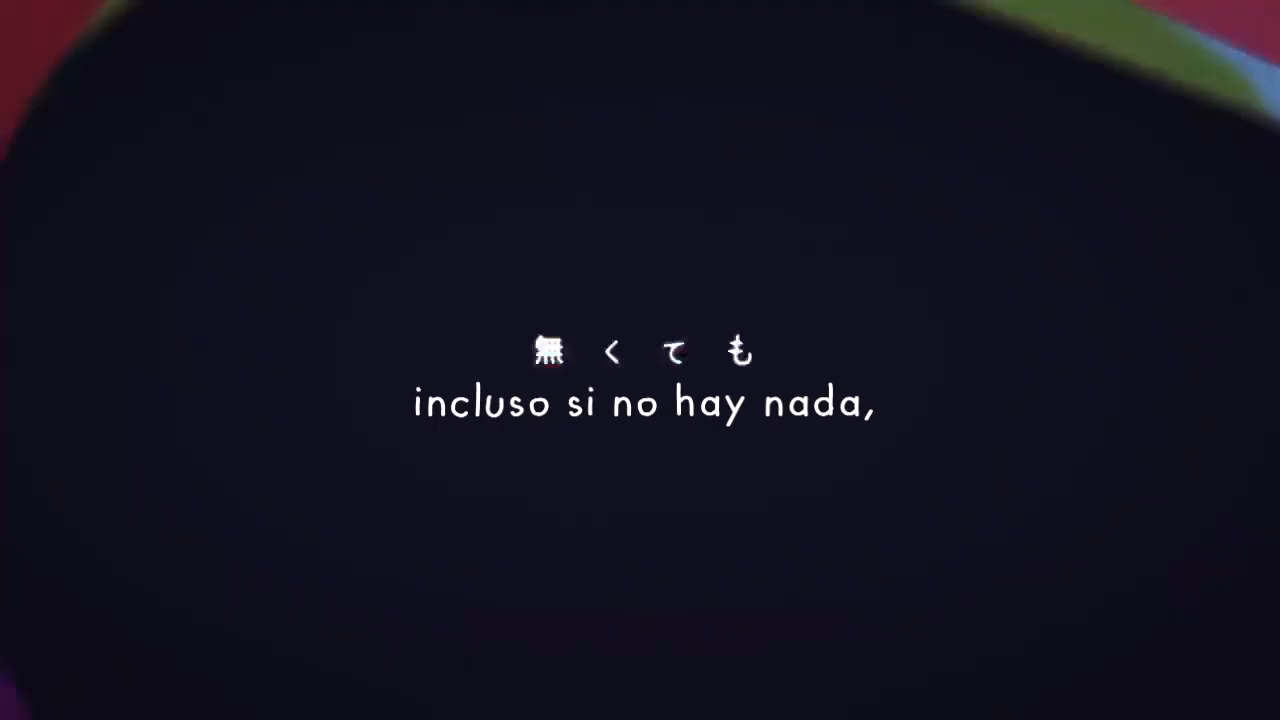 無くても
incluso si no hay nada,